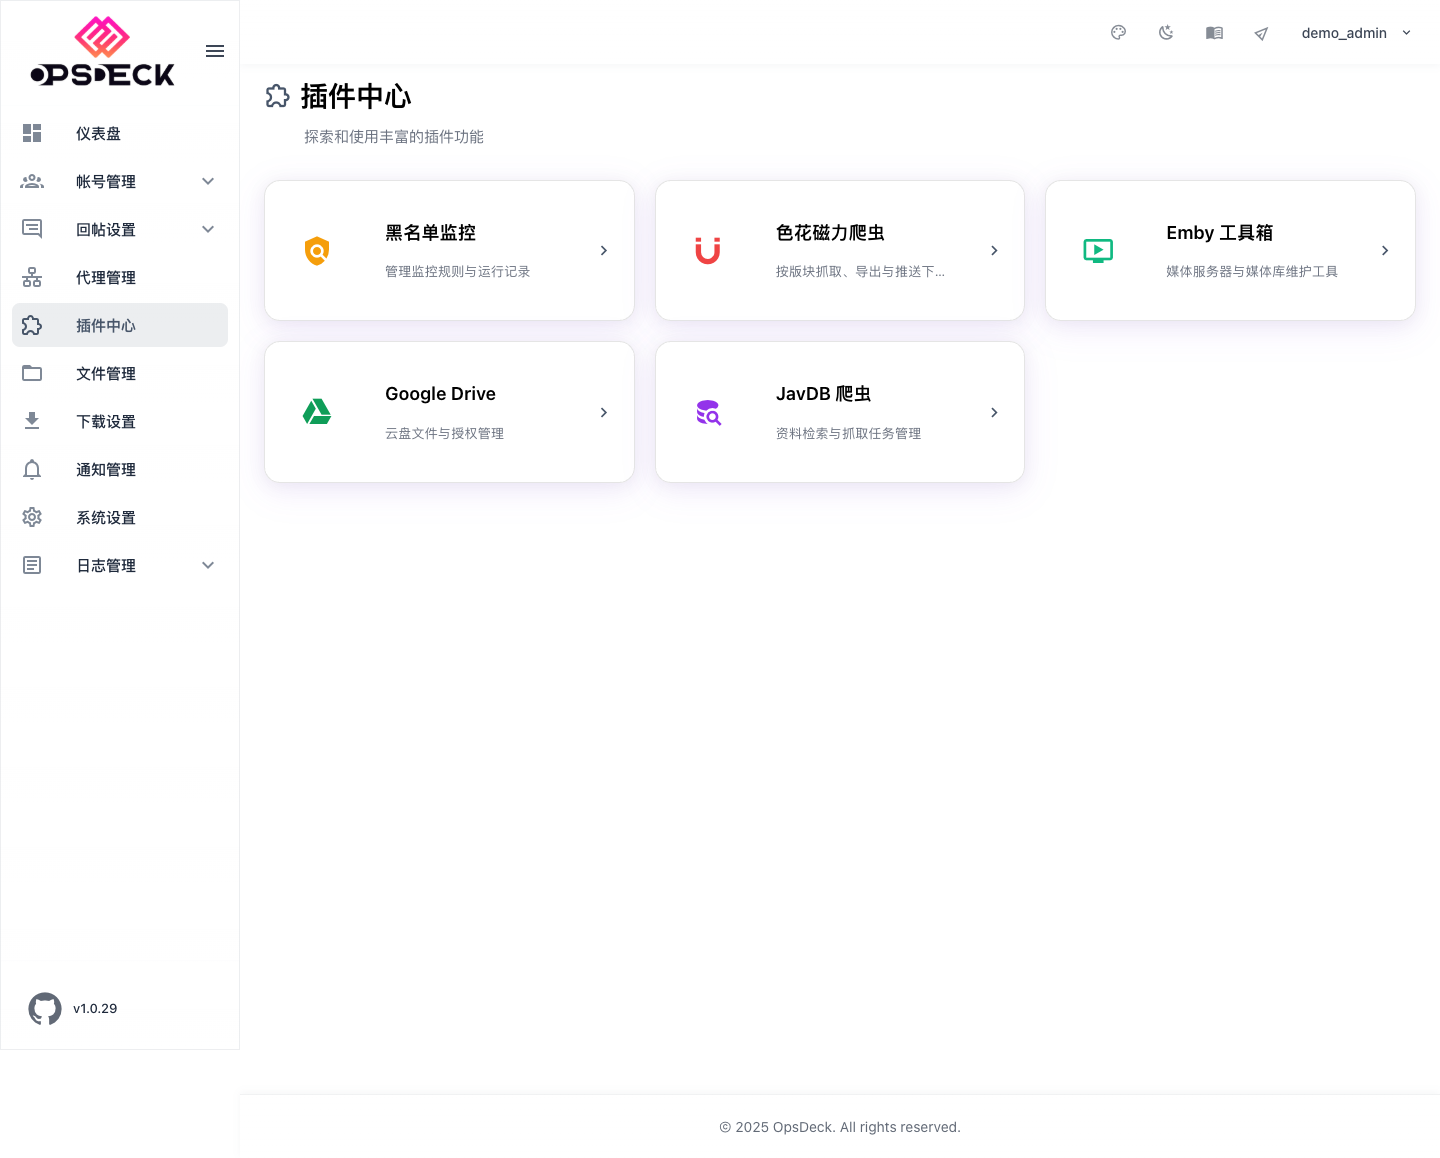 OPSDECK
demo_admin
仪表盘
帐号管理
回帖设置
代理管理
插件中心
文件管理
下载设置
通知管理
系统设置
日志管理
v1.0.29
插件中心
探索和使用丰富的插件功能
黑名单监控
管理监控规则与运行记录
色花磁力爬虫
按版块抓取、导出与推送下...
Emby 工具箱
媒体服务器与媒体库维护工具
Google Drive
云盘文件与授权管理
JavDB 爬虫
资料检索与抓取任务管理
© 2025 OpsDeck. All rights reserved.